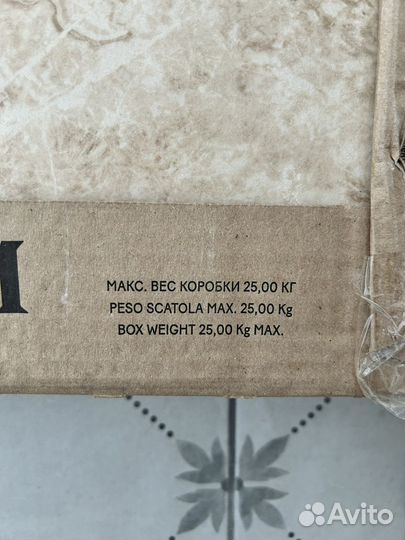 МАКС. ВЕС КОРОБКИ 25,00 КГ
PESO SCATOLA MAX. 25,00 Kg
BOX WEIGHT 25,00 Kg MAX.
Avito